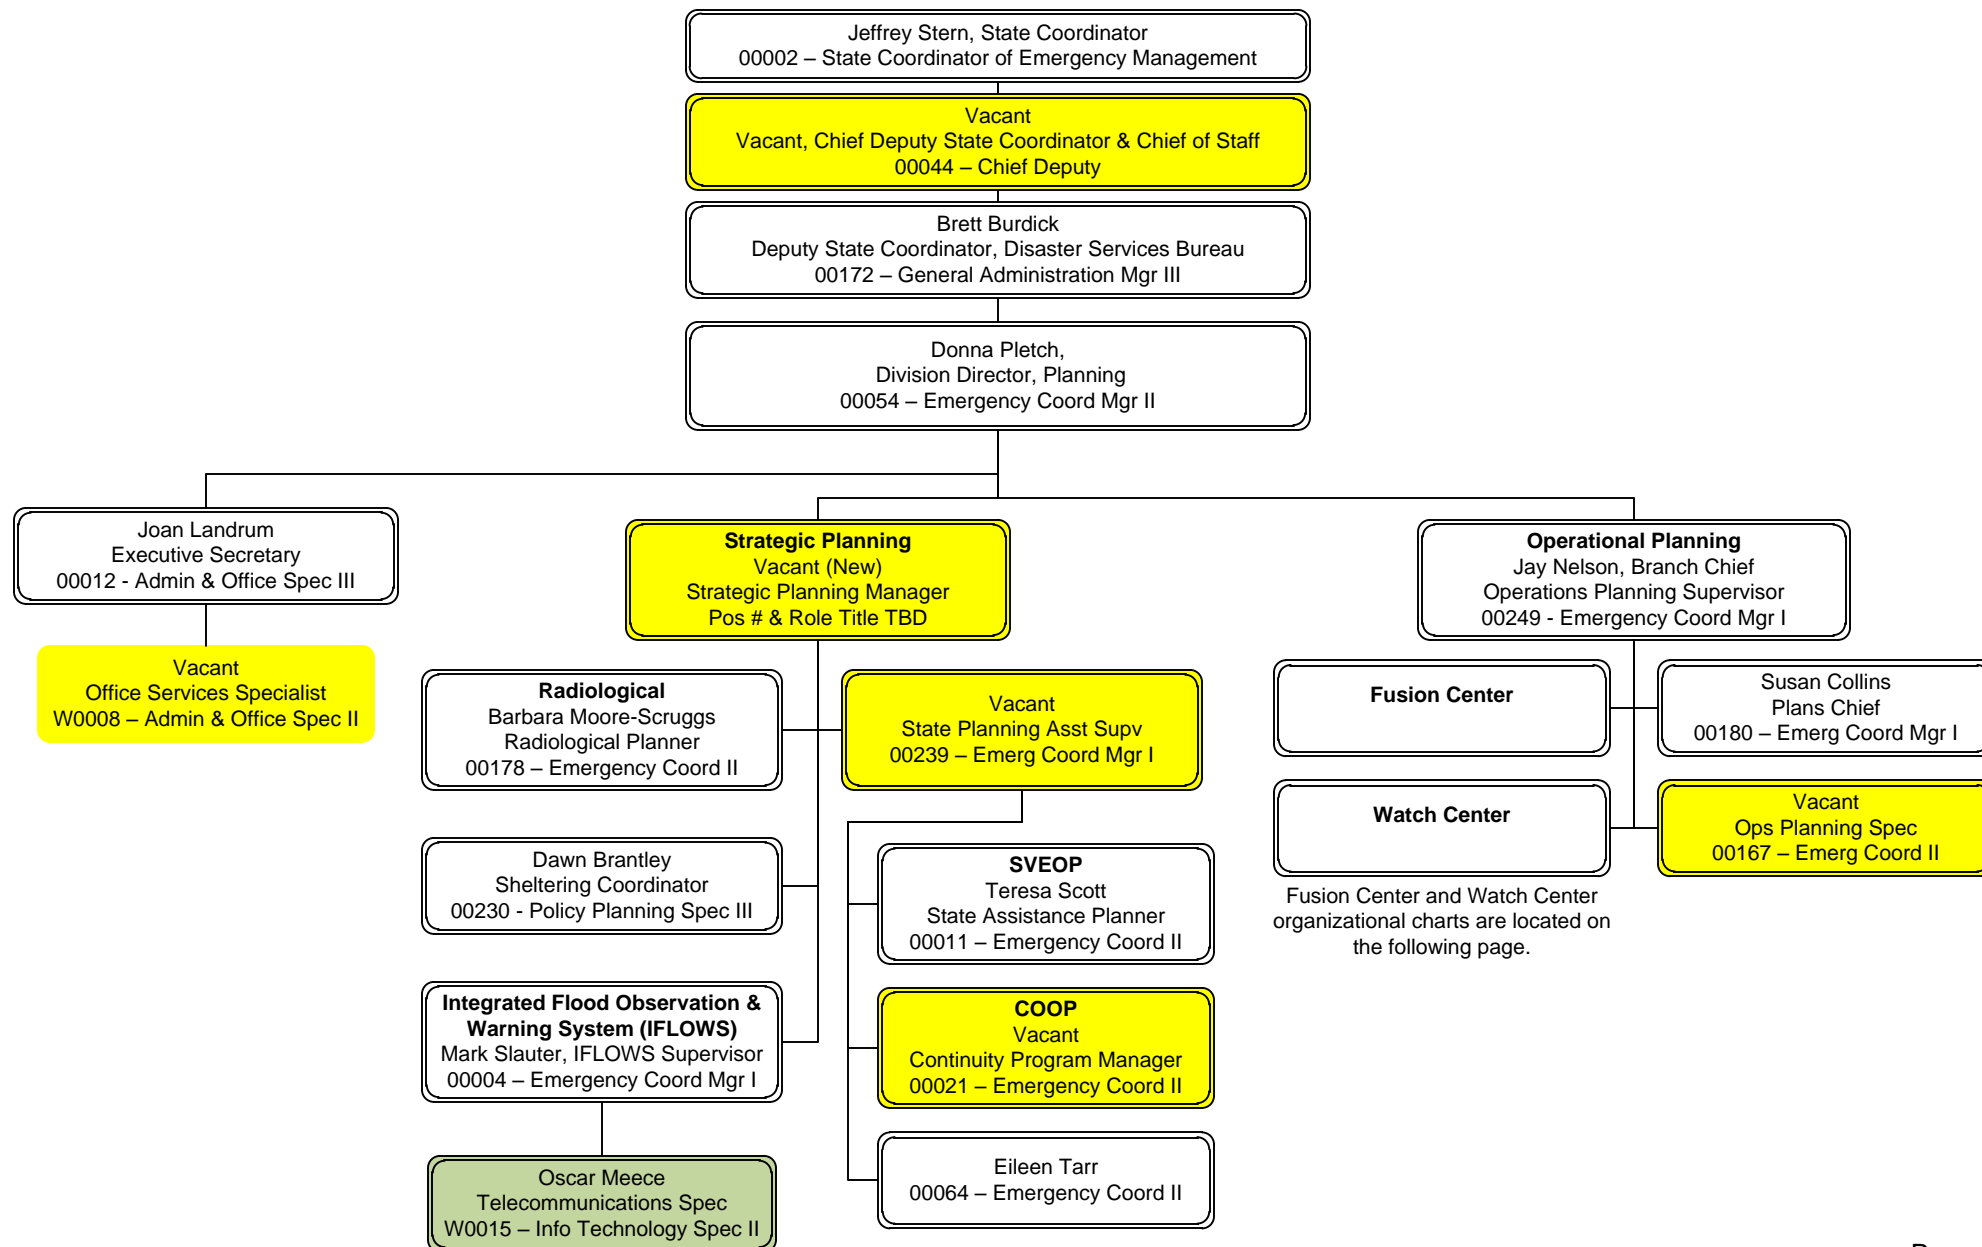 Jeffrey Stern, State Coordinator
00002 – State Coordinator of Emergency Management
Vacant
Vacant, Chief Deputy State Coordinator & Chief of Staff
00044 – Chief Deputy
Brett Burdick
Deputy State Coordinator, Disaster Services Bureau
00172 – General Administration Mgr III
Donna Pletch,
Division Director, Planning
00054 – Emergency Coord Mgr II
Joan Landrum
Executive Secretary
00012 - Admin & Office Spec III
Vacant
Office Services Specialist
W0008 – Admin & Office Spec II
Strategic Planning
Vacant (New)
Strategic Planning Manager
Pos # & Role Title TBD
Radiological
Barbara Moore-Scruggs
Radiological Planner
00178 – Emergency Coord II
Vacant
State Planning Asst Supv
00239 – Emerg Coord Mgr I
Dawn Brantley
Sheltering Coordinator
00230 - Policy Planning Spec III
SVEOP
Teresa Scott
State Assistance Planner
00011 – Emergency Coord II
Integrated Flood Observation &
Warning System (IFLOWS)
Mark Slauter, IFLOWS Supervisor
00004 – Emergency Coord Mgr I
COOP
Vacant
Continuity Program Manager
00021 – Emergency Coord II
Oscar Meece
Telecommunications Spec
W0015 – Info Technology Spec II
Eileen Tarr
00064 – Emergency Coord II
Operational Planning
Jay Nelson, Branch Chief
Operations Planning Supervisor
00249 - Emergency Coord Mgr I
Fusion Center
Susan Collins
Plans Chief
00180 – Emerg Coord Mgr I
Watch Center
Vacant
Ops Planning Spec
00167 – Emerg Coord II
Fusion Center and Watch Center
organizational charts are located on
the following page.